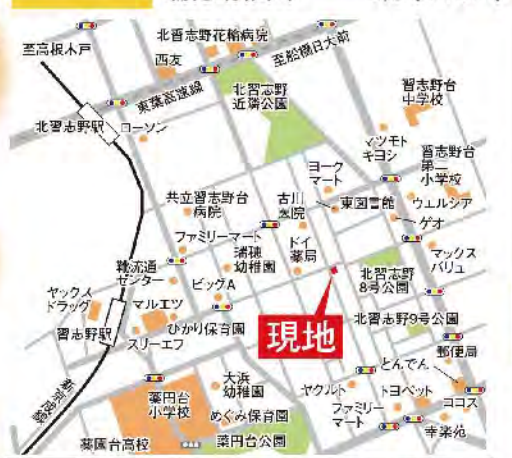 北習志野花輪病院
至高根木戸
西友
至船橋日大前
東葉高速線
北習志野
近隣公園
習志野台
中学校
北習志野駅
ローソン
マツモト
キヨシ
習志野台
第二
小学校
ヨーク
マート
共立習志野台
病院
古川
医院
東図書館
ウェルシア
ゲオ
ファミリーマート
瑞穂
幼稚園
ドイ
薬局
マックス
バリュ
靴流通
センター
ビッグA
北習志野
8号公園
ヤックス
ドラッグ
マルエツ
習志野駅
スリーエフ
ひかり保育園
現地
北習志野9号公園
郵便局
とんでん
新京成線
大浜
幼稚園
薬円台
小学校
めぐみ保育園
ヤクルト
トヨペット
ココス
ファミリー
マート
幸楽苑
薬園台高校
薬円台公園